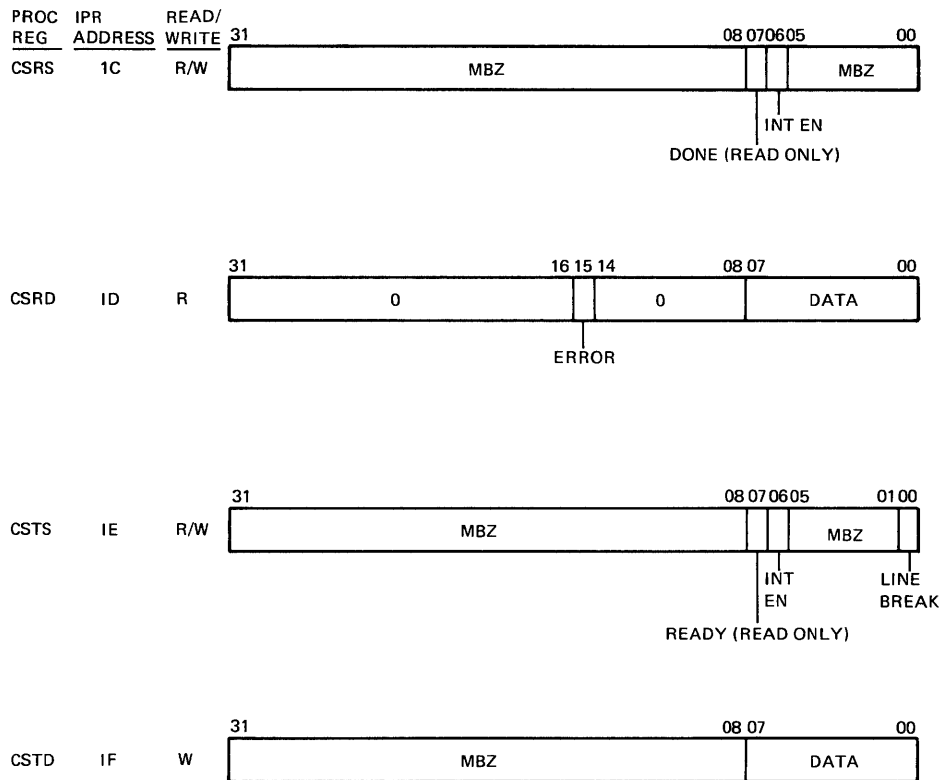 PROC IPR READ/
REG ADDRESS WRITE 31 08 07 06 05 00
CSRS 1C R/W MBZ MBZ
INT EN
DONE (READ ONLY)
31 16 15 14 08 07 00
CSRD ID R 0 0 DATA
ERROR
31 08 07 06 05 01 00
CSTS IE R/W MBZ MBZ
INT LINE
EN BREAK
READY (READ ONLY)
31 08 07 00
CSTD IF W MBZ DATA